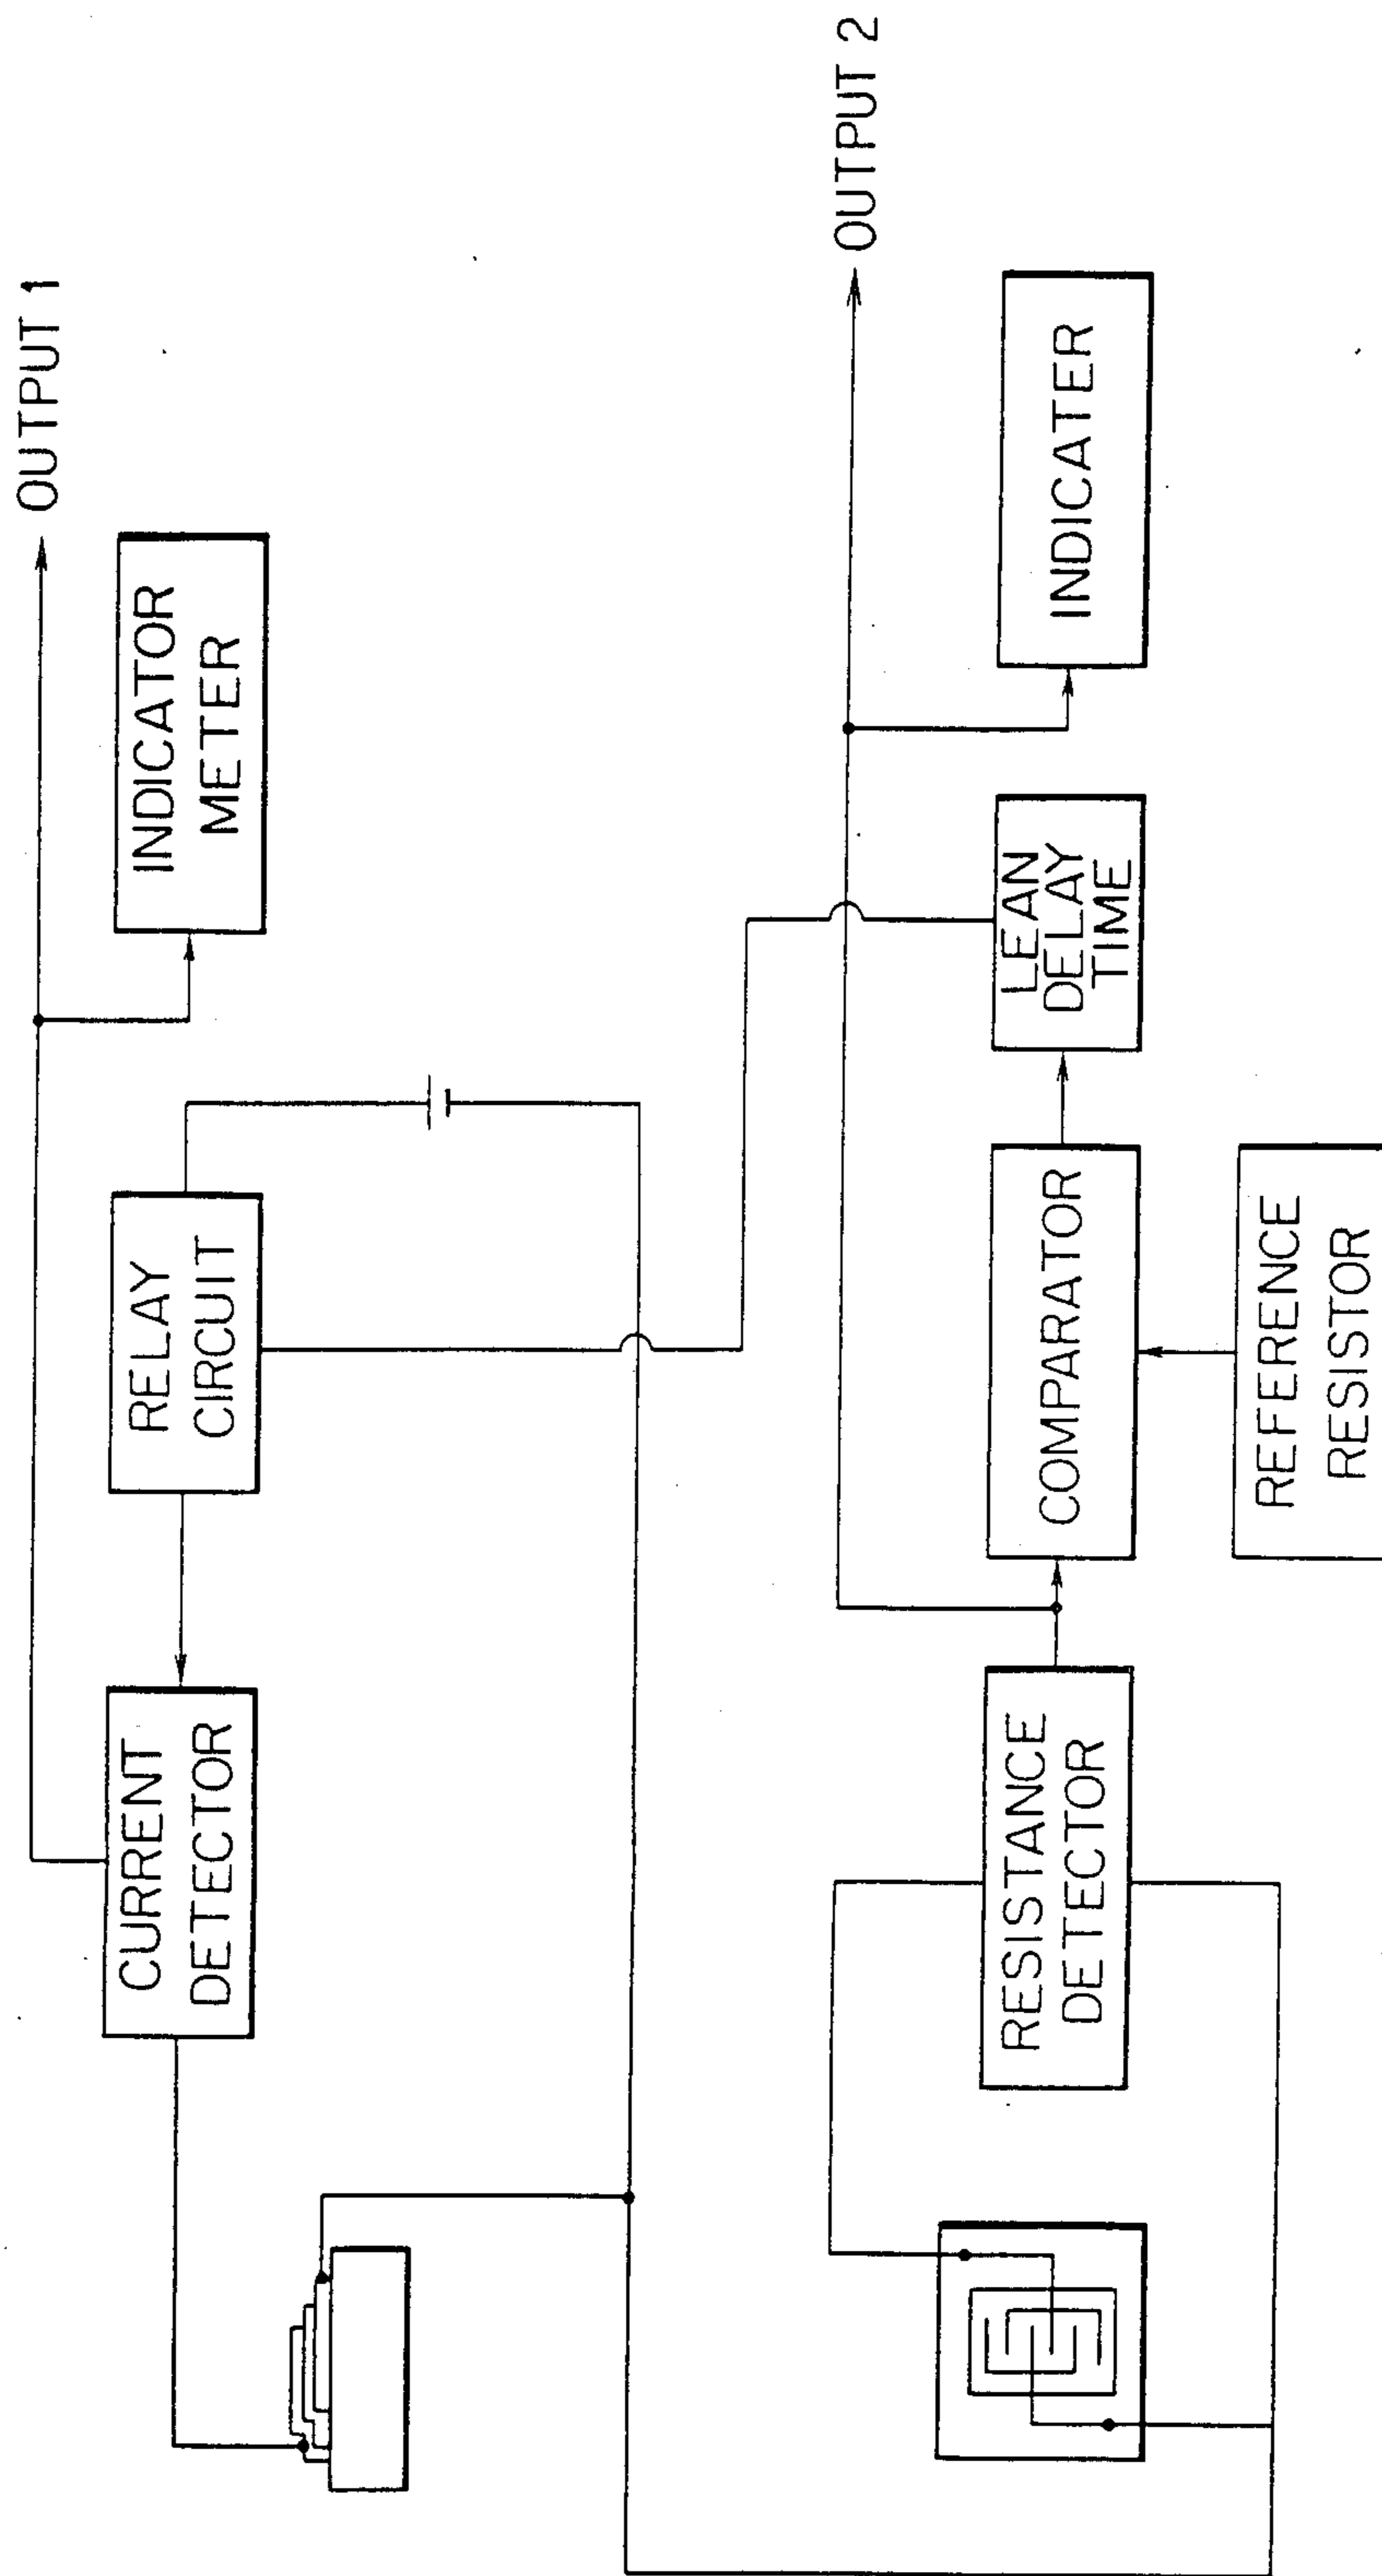 OUTPUT 1
INDICATOR
METER
RELAY
CIRCUIT
CURRENT
DETECTOR
OUTPUT 2
INDICATER
LEAN
DELAY
TIME
COMPARATOR
REFERENCE
RESISTOR
RESISTANCE
DETECTOR